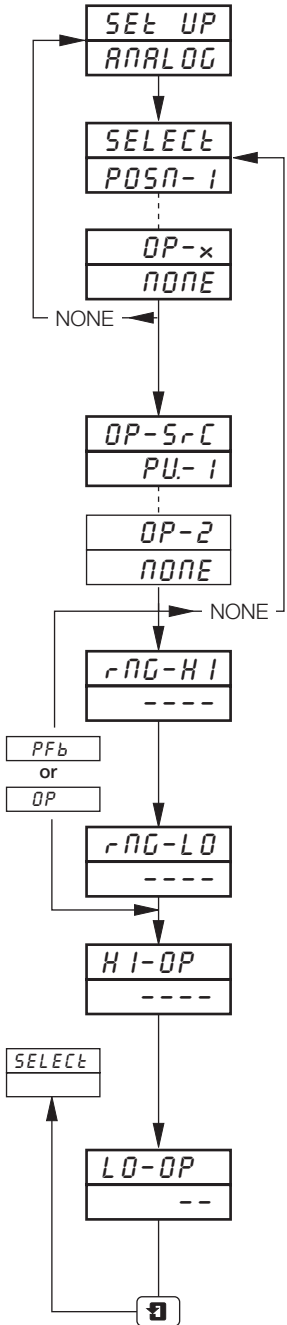 SEt UP
ANALOG
SELECt
POSN-1
OP-x
NONE
NONE
OP-SrC
PV.-1
OP-2
NONE
NONE
rNG-HI
----
PFb
or
OP
rNG-LO
----
HI-OP
----
SELECt
LO-OP
--